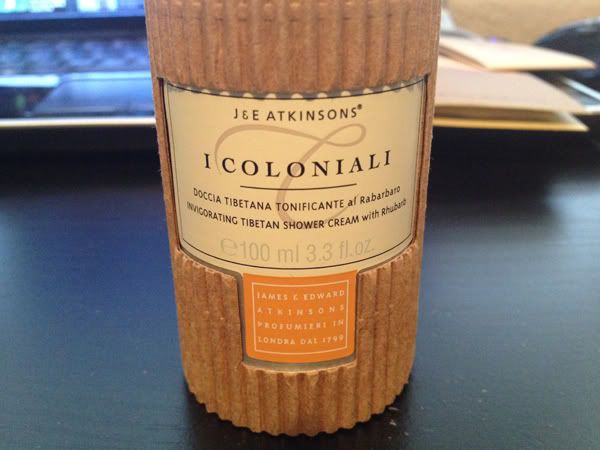 J&E ATKINSONS®
I COLONIALI
DOCCIA TIBETANA TONIFICANTE al Rabarbaro
INVIGORATING TIBETAN SHOWER CREAM with Rhubarb
℮100 ml 3.3 fl.oz.
JAMES & EDWARD
ATKINSONS
PROFUMIERI IN
LONDRA DAL 1799